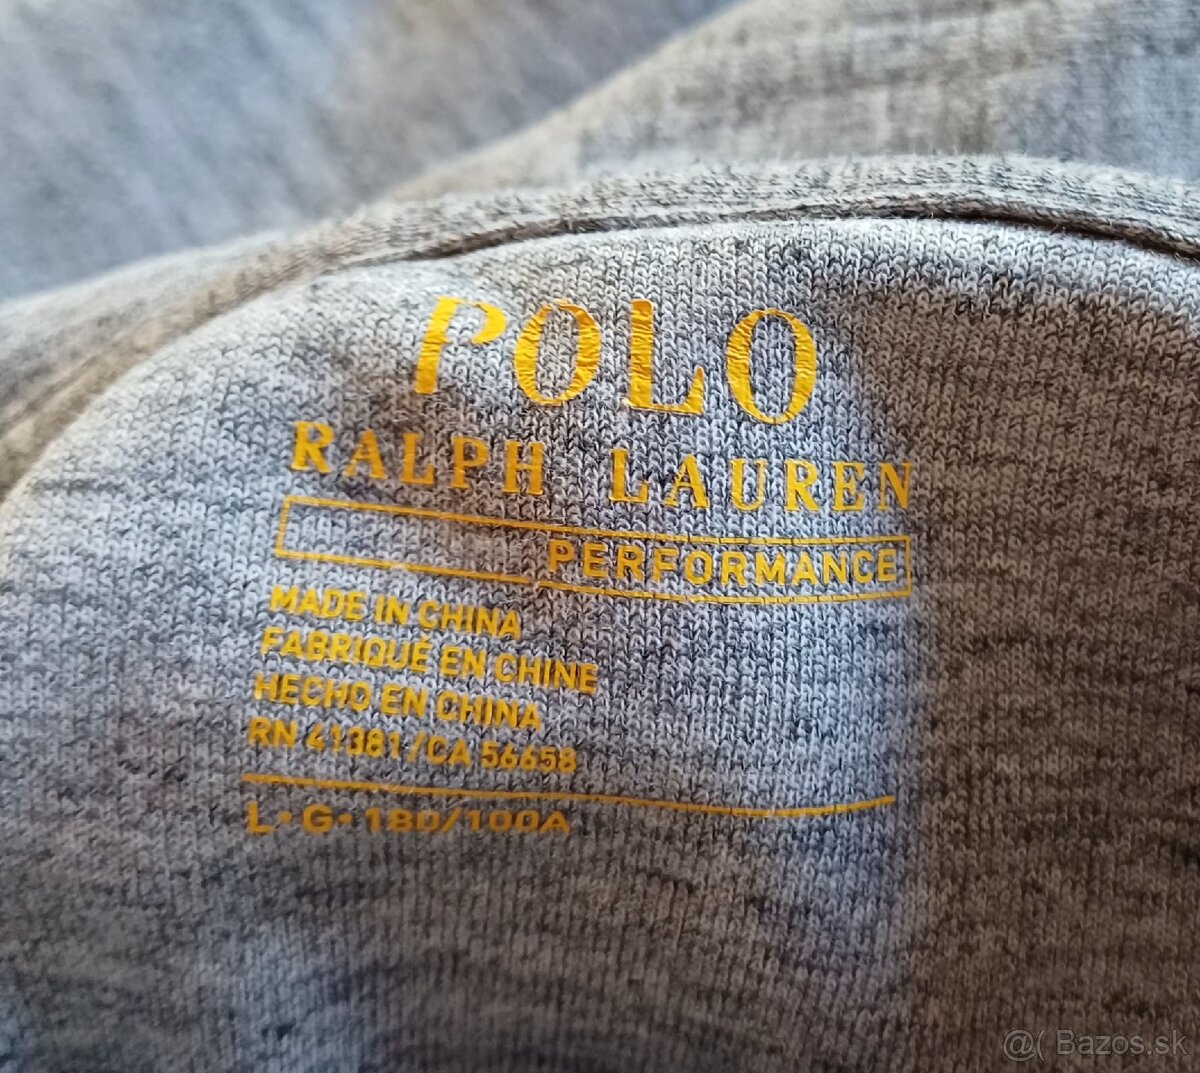 POLO
RALPH LAUREN
PERFORMANCE
MADE IN CHINA
FABRIQUÉ EN CHINE
HECHO EN CHINA
RN 41381/CA 56658
L•G•180/100A
@( Bazos.sk